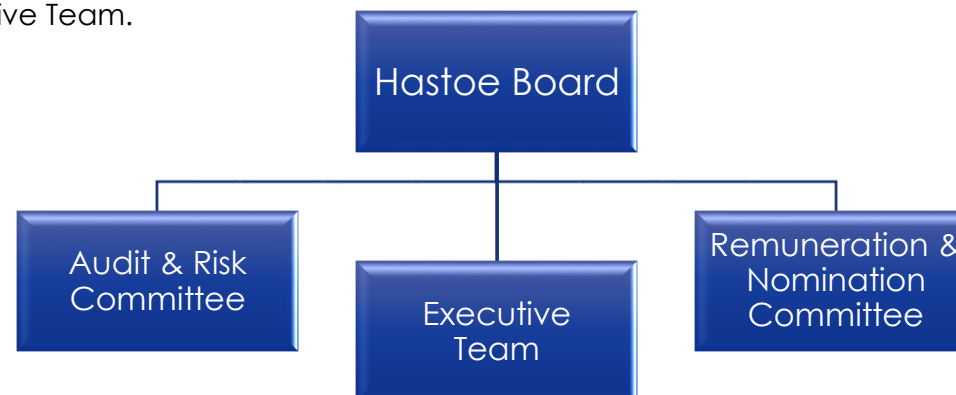 ive Team.
Hastoe Board
Audit & Risk
Committee
Executive
Team
Remuneration &
Nomination
Committee